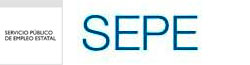 SERVICIO PÚBLICO
DE EMPLEO ESTATAL
SEPE